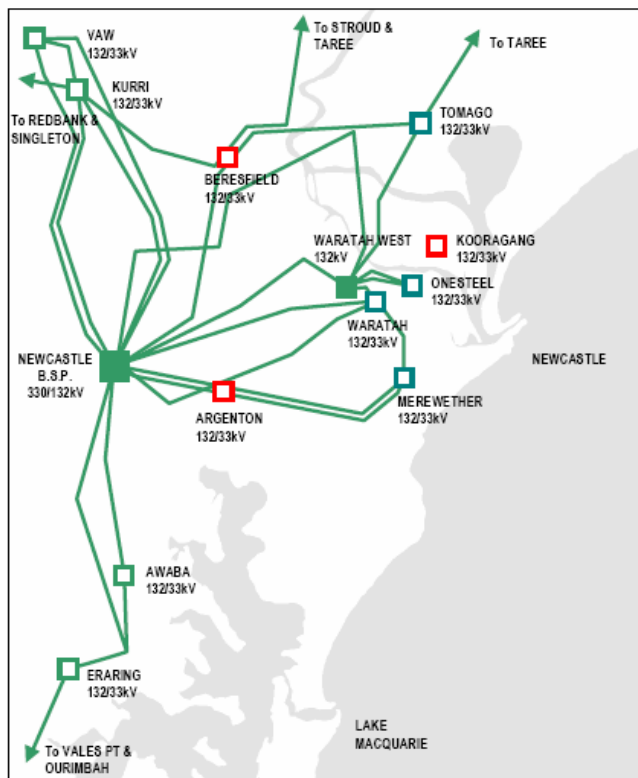 VAW
132/33kV
KURRI
132/33kV
To REDBANK &
SINGLETON
To STROUD &
TAREE
To TAREE
TOMAGO
132/33kV
BERESFIELD
132/33kV
WARATAH WEST
132kV
KOORAGANG
132/33kV
ONESTEEL
132/33kV
WARATAH
132/33kV
NEWCASTLE
B.S.P.
330/132kV
NEWCASTLE
ARGENTON
132/33kV
MEREWETHER
132/33kV
AWABA
132/33kV
ERARING
132/33kV
To VALES PT &
OURIMBAH
LAKE
MACQUARIE